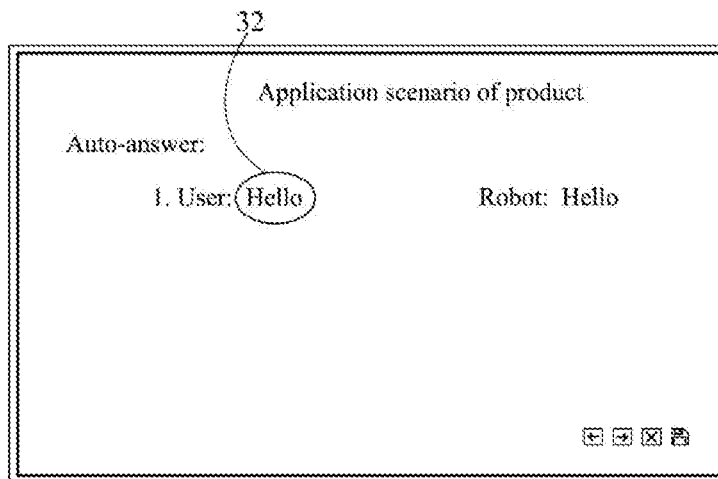 32
Application scenario of product
Auto-answer:
1. User: Hello Robot: Hello